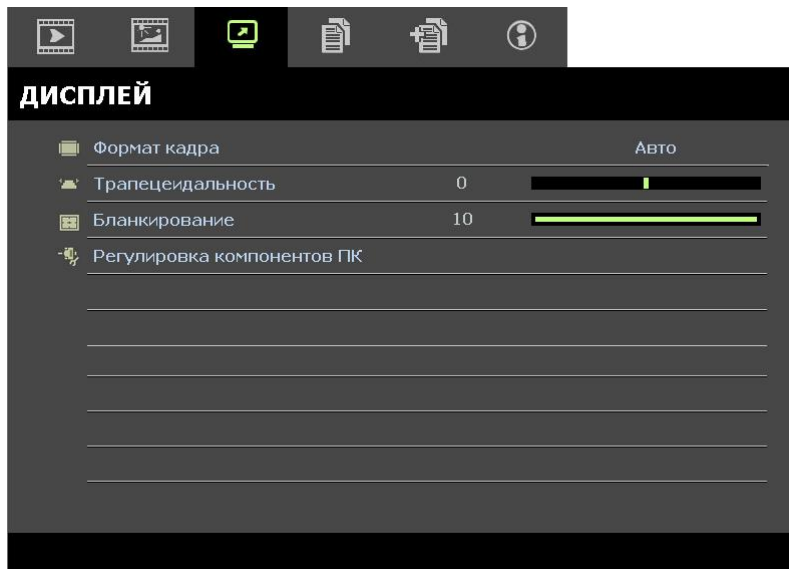 ДИСПЛЕЙ
Формат кадра Авто
Трапецеидальность 0
Бланкирование 10
Регулировка компонентов ПК